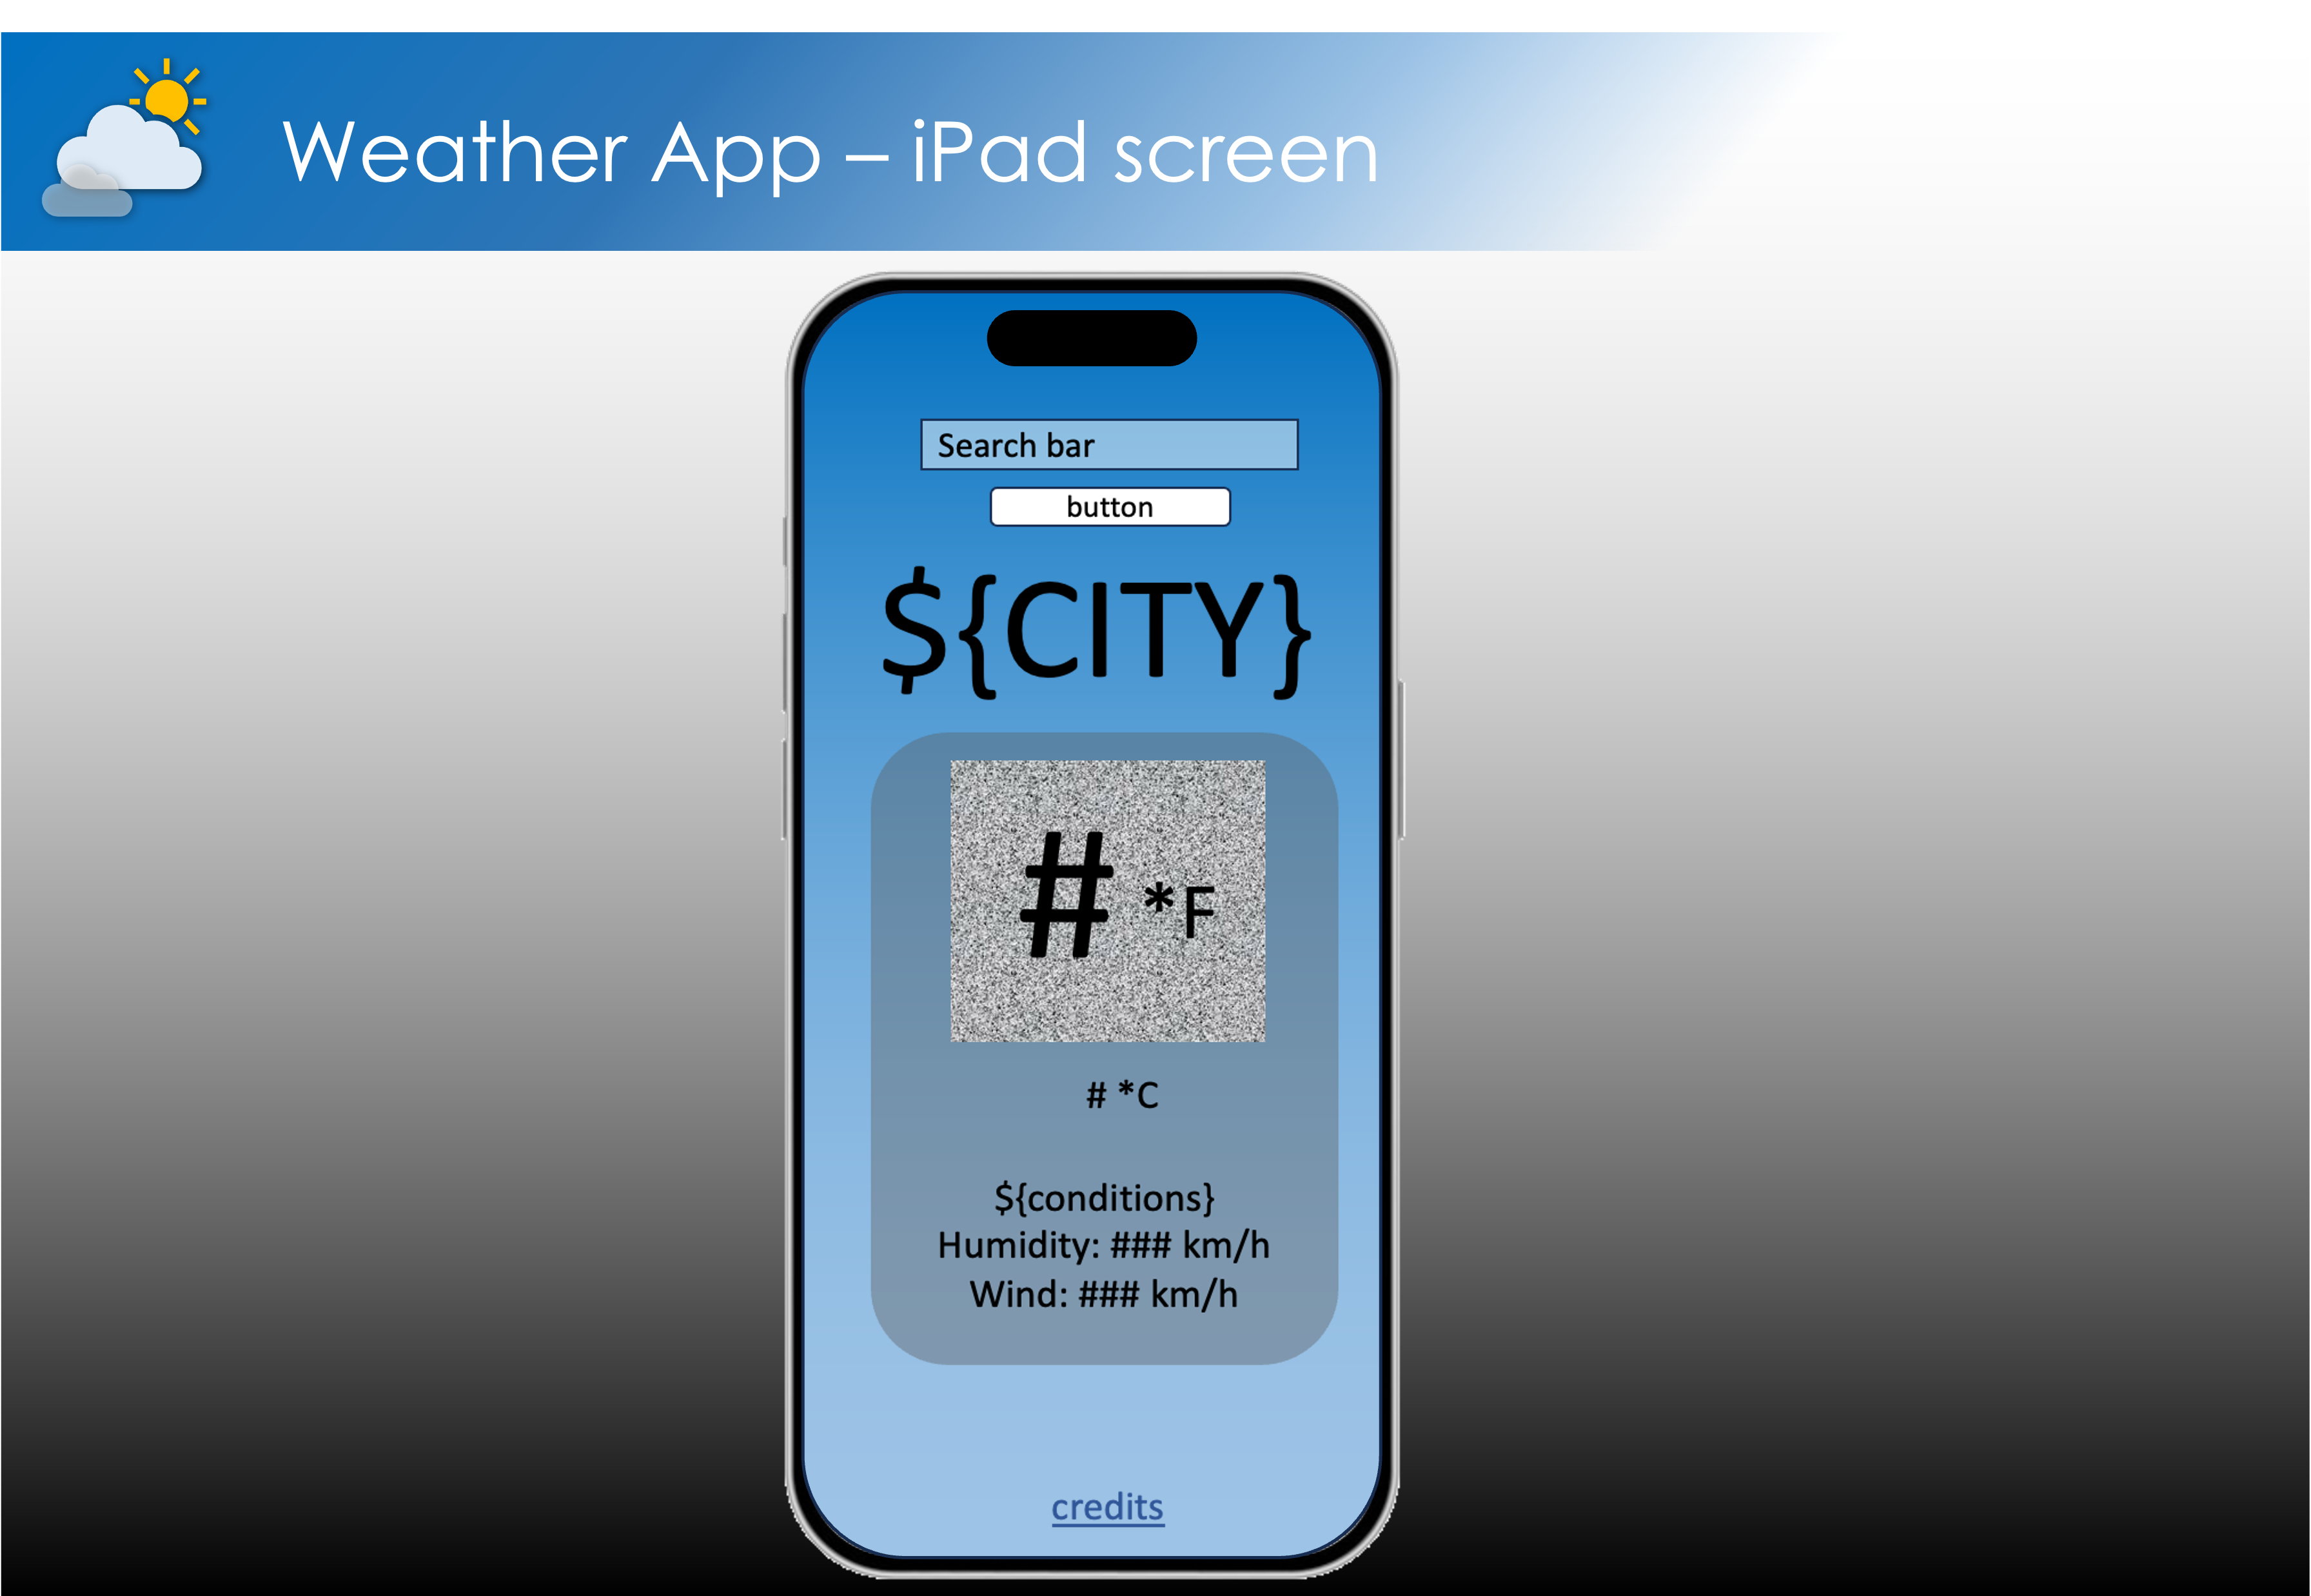 Weather App – iPad screen
Search bar
button
${CITY}
# *F
# *C
${conditions}
Humidity: ### km/h
Wind: ### km/h
credits